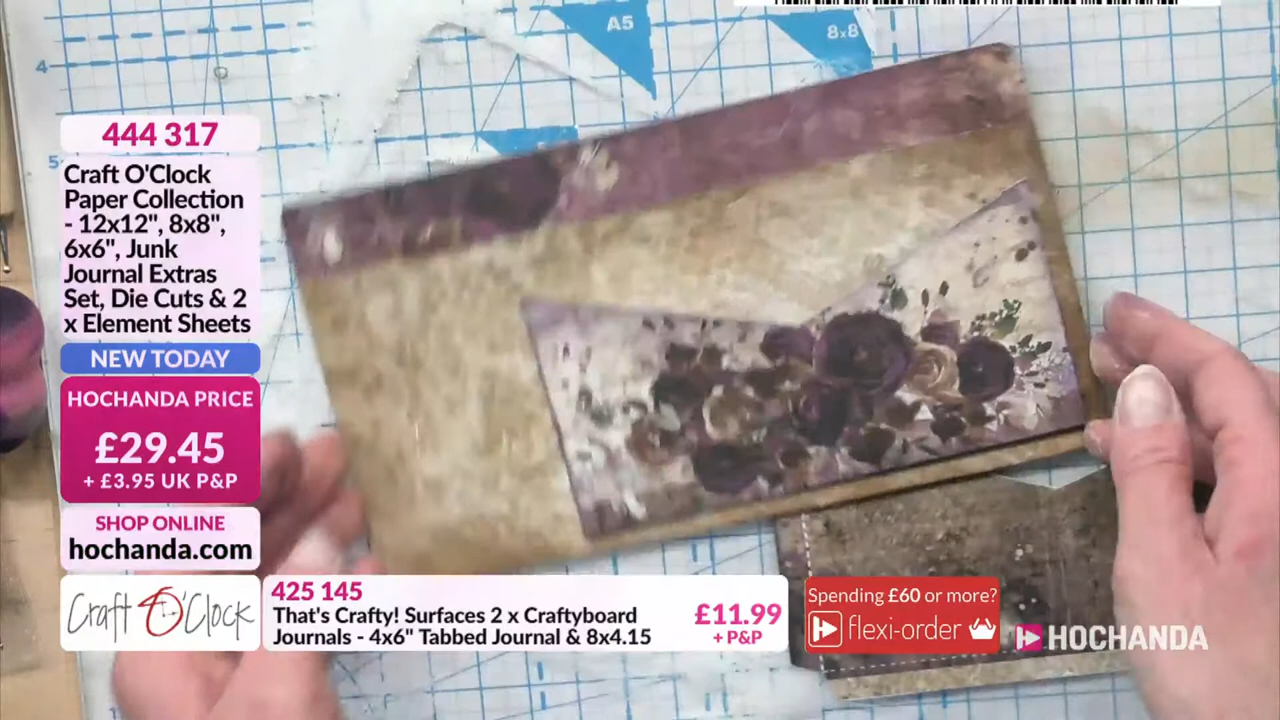 A5
8x8
4
5
444 317
Craft O'Clock
Paper Collection
- 12x12", 8x8",
6x6", Junk
Journal Extras
Set, Die Cuts & 2
x Element Sheets
NEW TODAY
HOCHANDA PRICE
£29.45
+ £3.95 UK P&P
SHOP ONLINE
hochanda.com
Craft O'Clock
425 145
That's Crafty! Surfaces 2 x Craftyboard
Journals - 4x6" Tabbed Journal & 8x4.15
£11.99
+ P&P
Spending £60 or more?
flexi-order
HOCHANDA